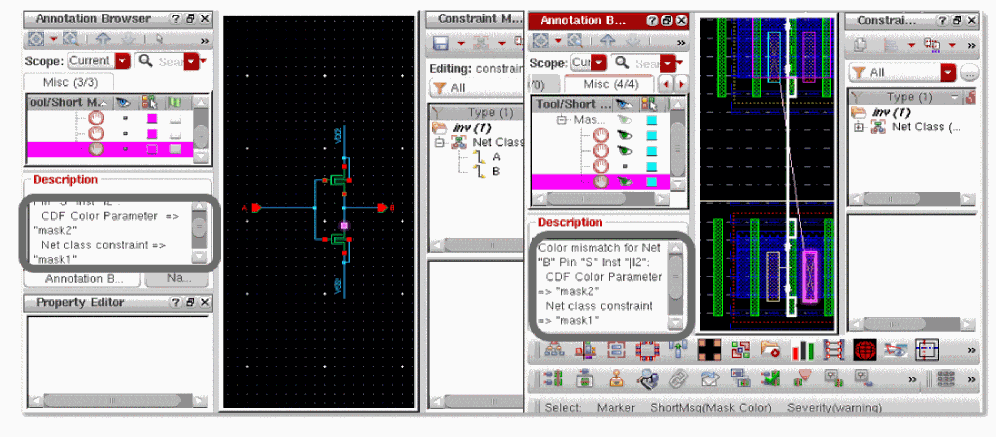 Annotation Browser
Scope: Current
Misc (3/3)
ool/Short M...
Description
Pin "S" Inst "I2":
CDF Color Parameter =>
"mask2"
Net class constraint =>
"mask1"
Annotation B...
Na...
Property Editor
A
B
Constraint M...
Editing: constrain
All
Type (1)
inv (1)
Net Class
A
B
Annotation B...
Scope: Cur
/0)
Misc (4/4)
Tool/Short ...
Mas...
Description
Color mismatch for Net
"B" Pin "S" Inst "|I2":
CDF Color Parameter
=> "mask2"
Net class constraint
=> "mask1"
Constrai...
All
Type (1)
inv (1)
Net Class (...
Select: Marker ShortMsg(Mask Color) Severity(warning)